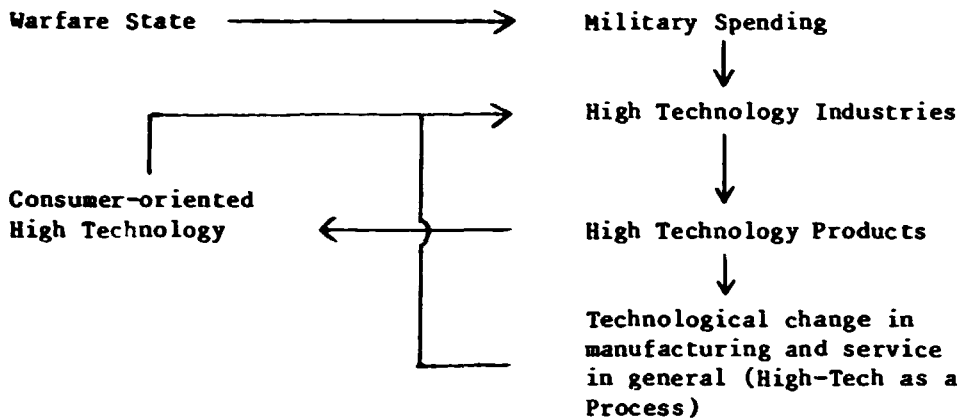 Warfare State
Military Spending
High Technology Industries
Consumer-oriented
High Technology
High Technology Products
Technological change in
manufacturing and service
in general (High-Tech as a
Process)